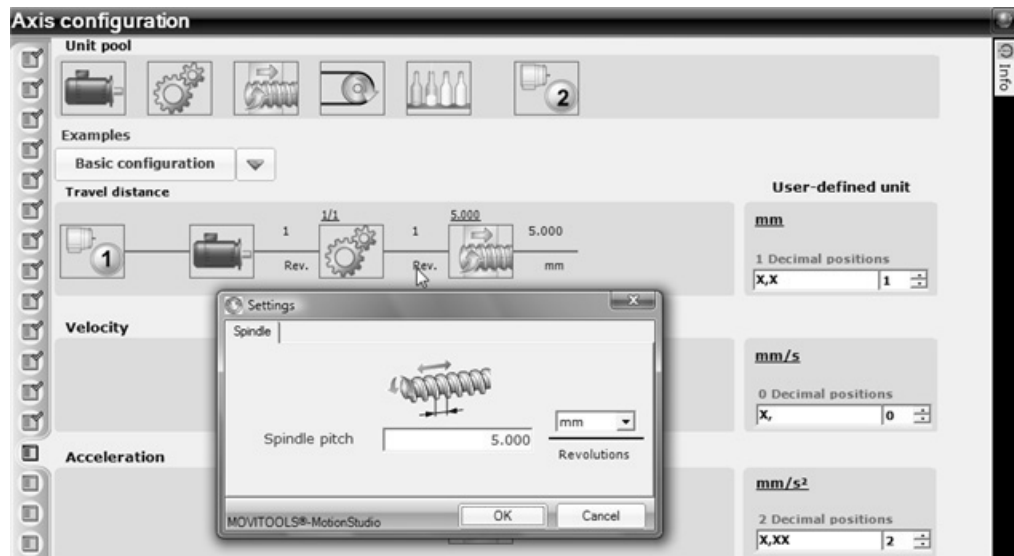 Axis configuration
Info
Unit pool
2
Examples
Basic configuration
Travel distance
User-defined unit
1
1
Rev.
1/1
1
Rev.
5.000
5.000
mm
mm
1 Decimal positions
X,X 1
Settings
Spindle
Spindle pitch 5.000 mm
Revolutions
MOVITOOLS®-MotionStudio OK Cancel
Velocity
mm/s
0 Decimal positions
X, 0
Acceleration
mm/s²
2 Decimal positions
X,XX 2